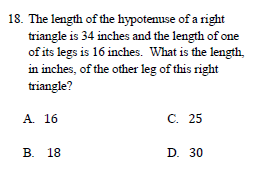 18. The length of the hypotenuse of a right
triangle is 34 inches and the length of one
of its legs is 16 inches. What is the length,
in inches, of the other leg of this right
triangle?
A. 16 C. 25
B. 18 D. 30